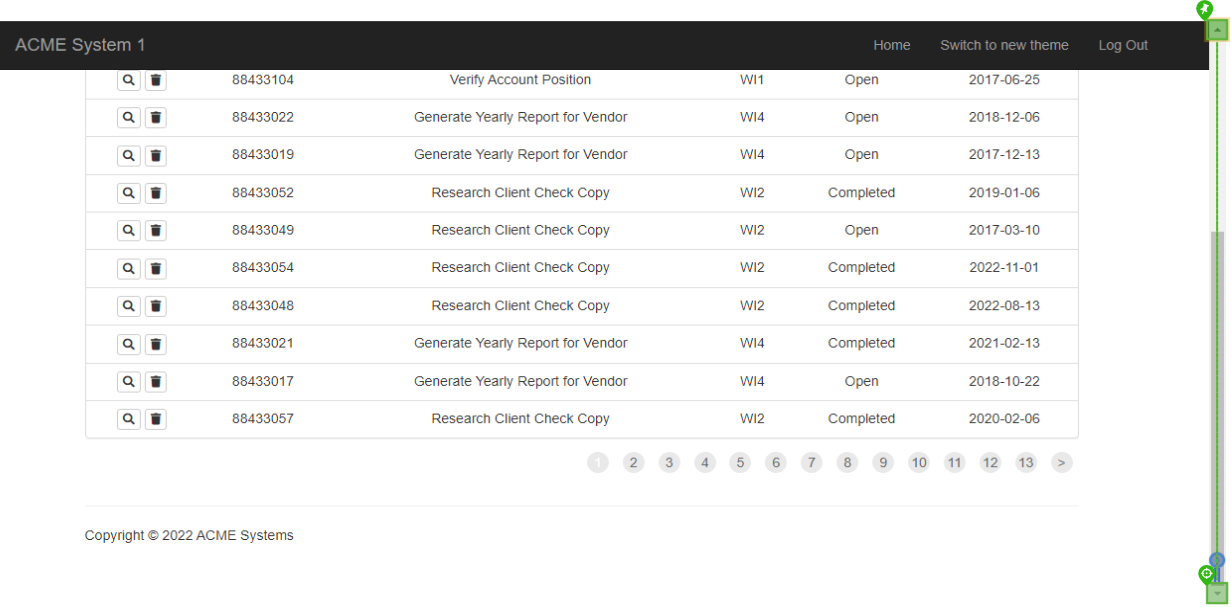 ACME System 1 Home Switch to new theme Log Out
88433104 Verify Account Position WI1 Open 2017-06-25
88433022 Generate Yearly Report for Vendor WI4 Open 2018-12-06
88433019 Generate Yearly Report for Vendor WI4 Open 2017-12-13
88433052 Research Client Check Copy WI2 Completed 2019-01-06
88433049 Research Client Check Copy WI2 Open 2017-03-10
88433054 Research Client Check Copy WI2 Completed 2022-11-01
88433048 Research Client Check Copy WI2 Completed 2022-08-13
88433021 Generate Yearly Report for Vendor WI4 Completed 2021-02-13
88433017 Generate Yearly Report for Vendor WI4 Open 2018-10-22
88433057 Research Client Check Copy WI2 Completed 2020-02-06
1 2 3 4 5 6 7 8 9 10 11 12 13 >
Copyright © 2022 ACME Systems